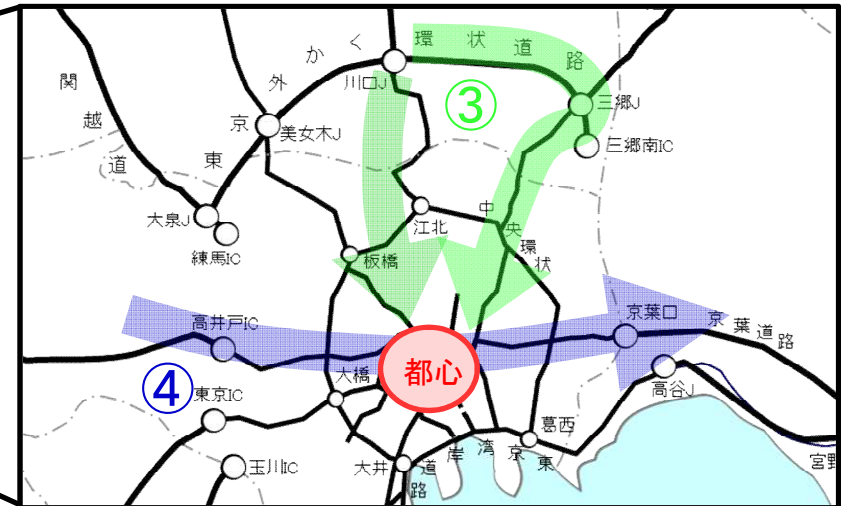 東京外かく環状道路
川口J
③
関越道
三郷J
美女木J
三郷南IC
大泉J
練馬IC
江北
中央環状
板橋
高井戸IC
京葉口
京葉道路
都心
大橋
高谷J
④
東京IC
葛西
玉川IC
大井
東京湾岸道路
宮野